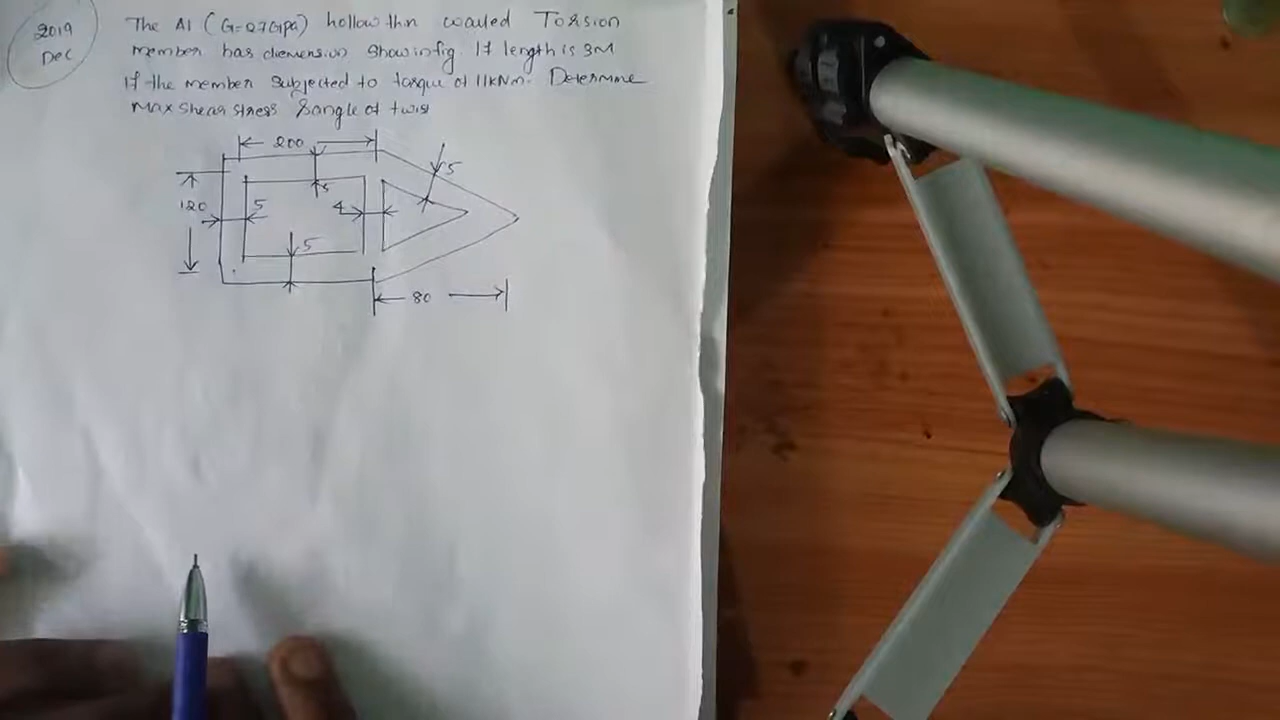 2019
Dec
The Al (G=27Gpa) hollow thin walled Torsion
member has diemension show in fig If length is 3M
If the member Subjected to torque of 11kNm. Determine
Max shear stress & angle of twist
200
5
120
5
5
4
5
80